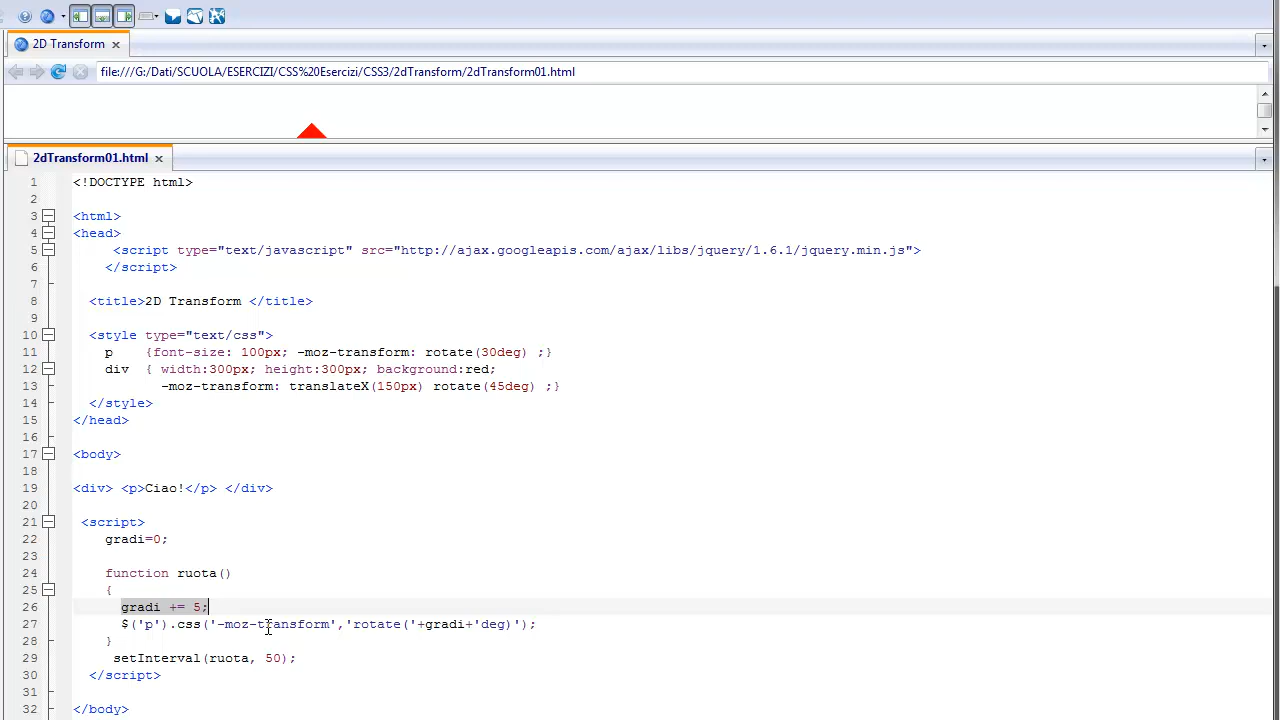 2D Transform
file:///G:/Dati/SCUOLA/ESERCIZI/CSS%20Esercizi/CSS3/2dTransform/2dTransform01.html
2dTransform01.html
1 <!DOCTYPE html>
2
3 <html>
4 <head>
5 <script type="text/javascript" src="http://ajax.googleapis.com/ajax/libs/jquery/1.6.1/jquery.min.js">
6 </script>
7
8 <title>2D Transform </title>
9
10 <style type="text/css">
11 p {font-size: 100px; -moz-transform: rotate(30deg) ;}
12 div { width:300px; height:300px; background:red;
13 -moz-transform: translateX(150px) rotate(45deg) ;}
14 </style>
15 </head>
16
17 <body>
18
19 <div> <p>Ciao!</p> </div>
20
21 <script>
22 gradi=0;
23
24 function ruota()
25 {
26 gradi += 5;
27 $('p').css('-moz-transform','rotate('+gradi+'deg)');
28 }
29 setInterval(ruota, 50);
30 </script>
31
32 </body>